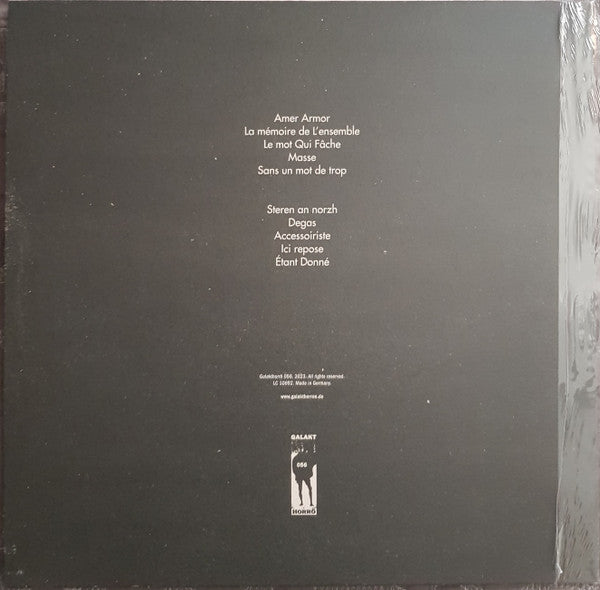 Amer Armor
La mémoire de L'ensemble
Le mot Qui Fâche
Masse
Sans un mot de trop
Steren an norzh
Degas
Accessoiriste
Ici repose
Étant Donné
Galakthorrö 056. 2023. All rights reserved.
LC 10692. Made in Germany.
www.galakthorroe.de
GALAKT
056
HORRÖ